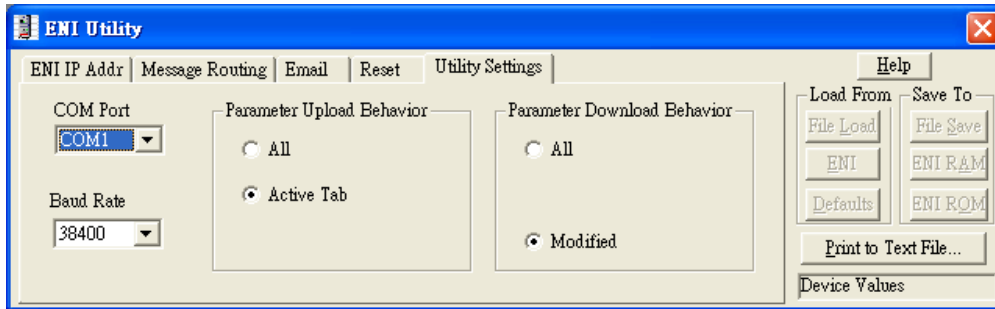 ENI Utility
ENI IP Addr Message Routing Email Reset Utility Settings
Help
COM Port
COM1
Baud Rate
38400
Parameter Upload Behavior
All
Active Tab
Parameter Download Behavior
All
Modified
Load From
File Load
ENI
Defaults
Save To
File Save
ENI RAM
ENI ROM
Print to Text File...
Device Values